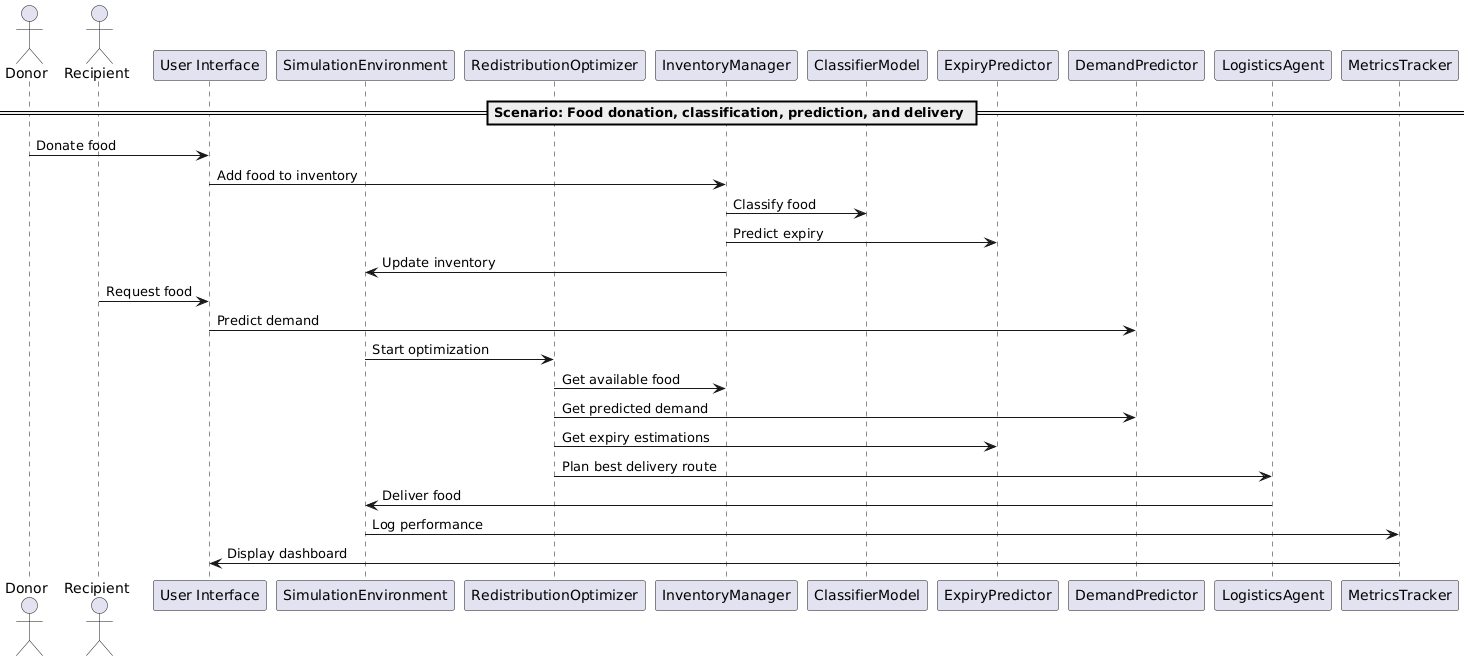 Donor
Recipient
User Interface
SimulationEnvironment
RedistributionOptimizer
InventoryManager
ClassifierModel
ExpiryPredictor
DemandPredictor
LogisticsAgent
MetricsTracker
Scenario: Food donation, classification, prediction, and delivery
Donate food
Add food to inventory
Classify food
Predict expiry
Update inventory
Request food
Predict demand
Start optimization
Get available food
Get predicted demand
Get expiry estimations
Plan best delivery route
Deliver food
Log performance
Display dashboard
Donor
Recipient
User Interface
SimulationEnvironment
RedistributionOptimizer
InventoryManager
ClassifierModel
ExpiryPredictor
DemandPredictor
LogisticsAgent
MetricsTracker